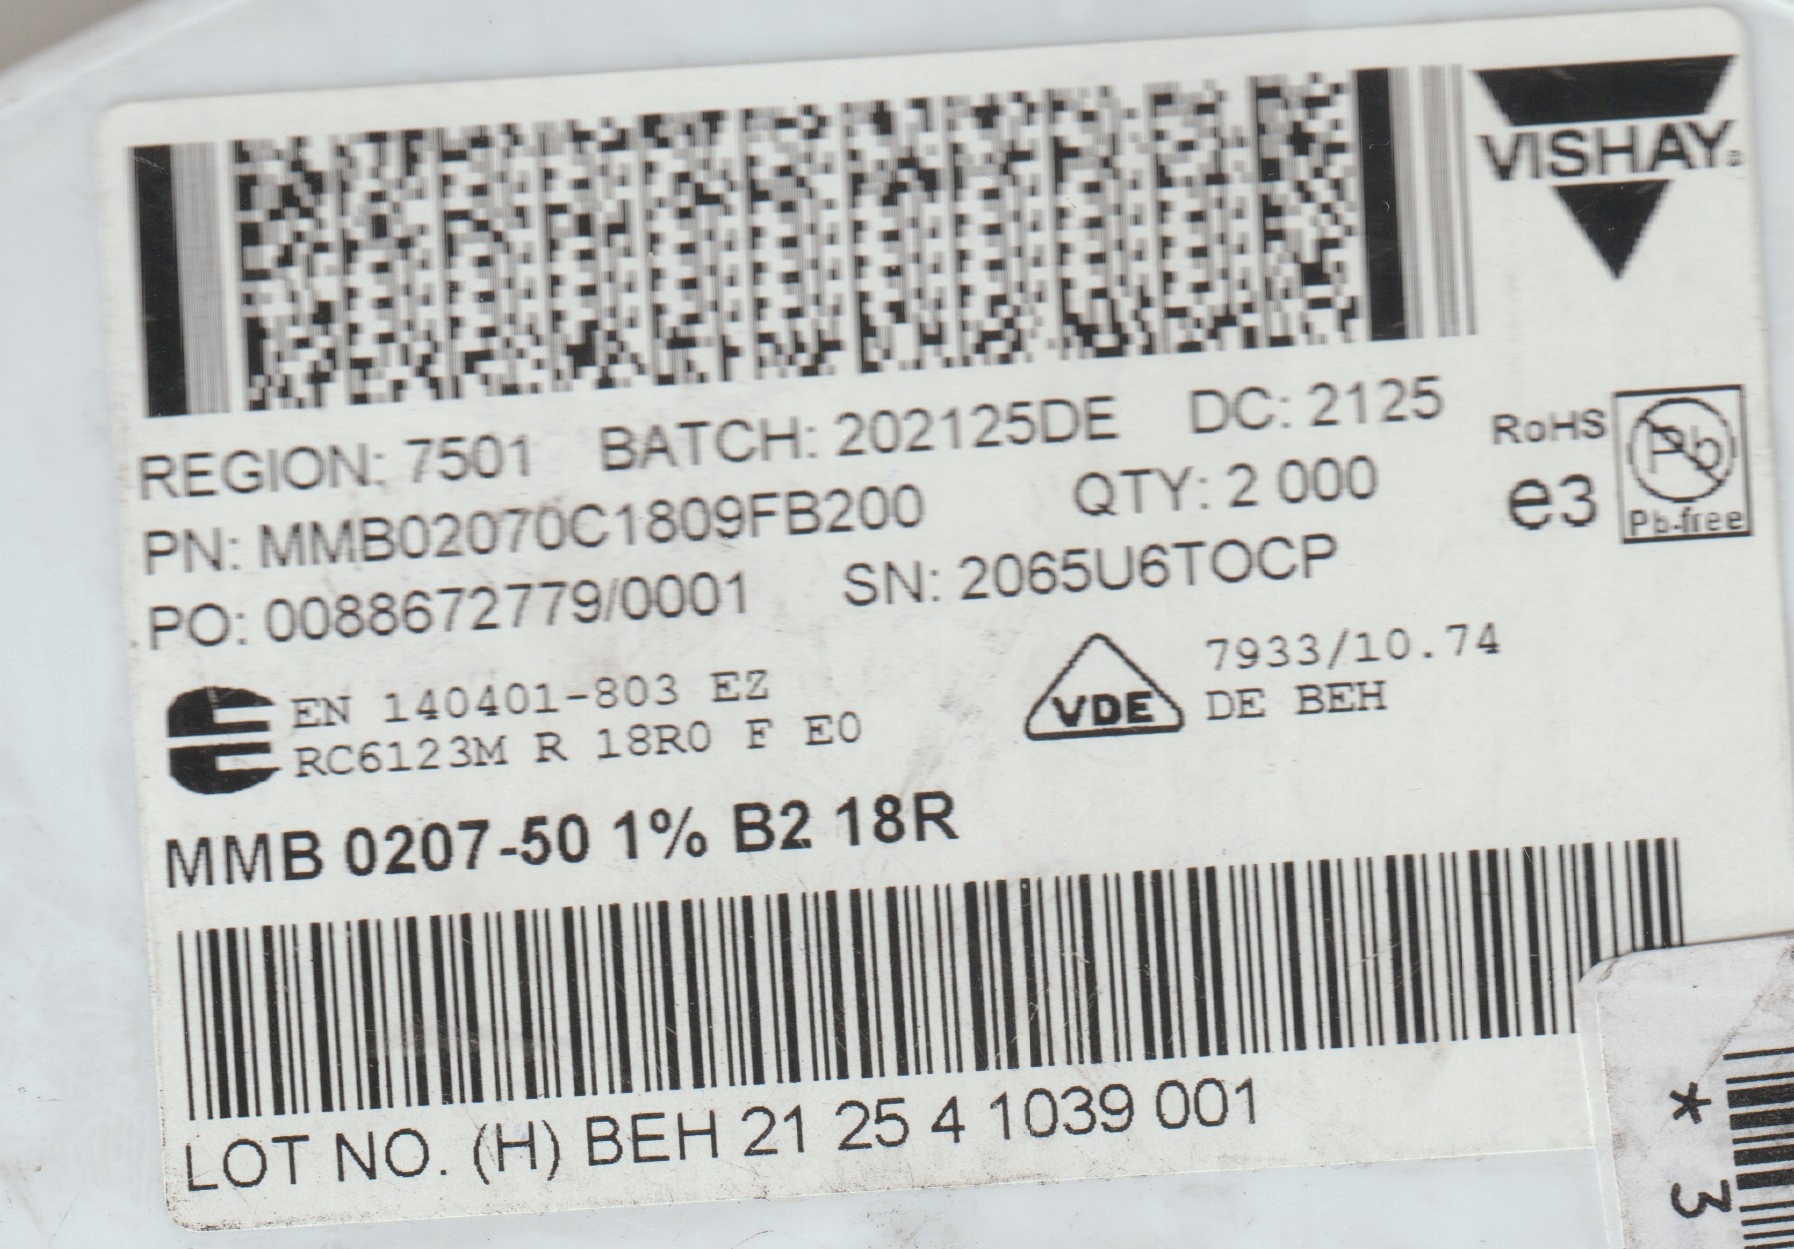 VISHAY®
REGION: 7501 BATCH: 202125DE DC: 2125
PN: MMB02070C1809FB200 QTY: 2 000
PO: 0088672779/0001 SN: 2065U6TOCP
RoHS
e3
Pb
Pb-free
EN 140401-803 EZ
RC6123M R 18R0 F E0
VDE
7933/10.74
DE BEH
MMB 0207-50 1% B2 18R
LOT NO. (H) BEH 21 25 4 1039 001
* 3